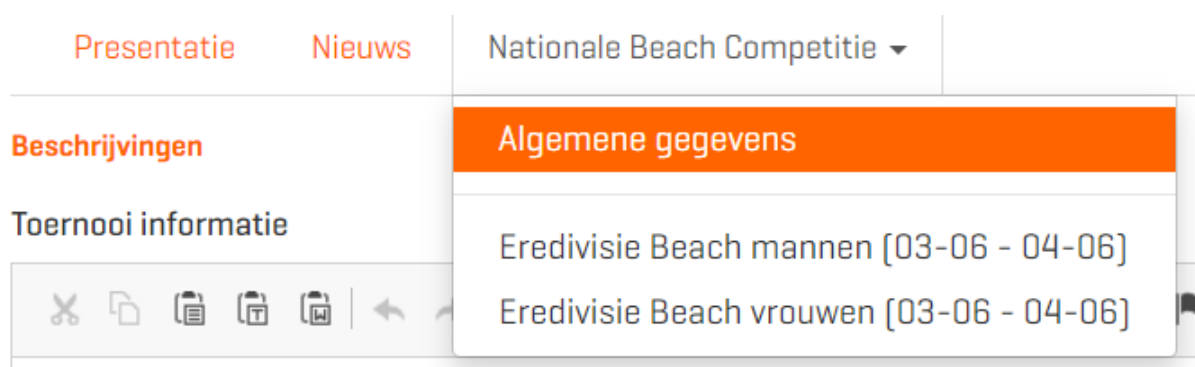 Presentatie Nieuws Nationale Beach Competitie
Algemene gegevens
Beschrijvingen
Toernooi informatie
Eredivisie Beach mannen (03-06 - 04-06)
Eredivisie Beach vrouwen (03-06 - 04-06)